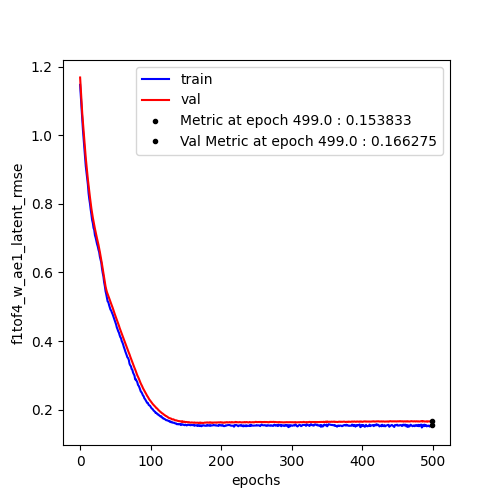 train
val
Metric at epoch 499.0 : 0.153833
Val Metric at epoch 499.0 : 0.166275
f1tof4_w_ae1_latent_rmse
1.2
1.0
0.8
0.6
0.4
0.2
0 100 200 300 400 500
epochs